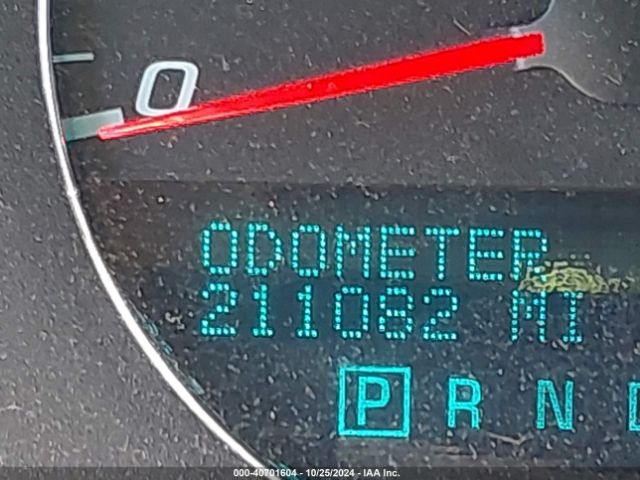 0
ODOMETER
211082 MI
P R N
000-40701604 - 10/25/2024 - IAA Inc.